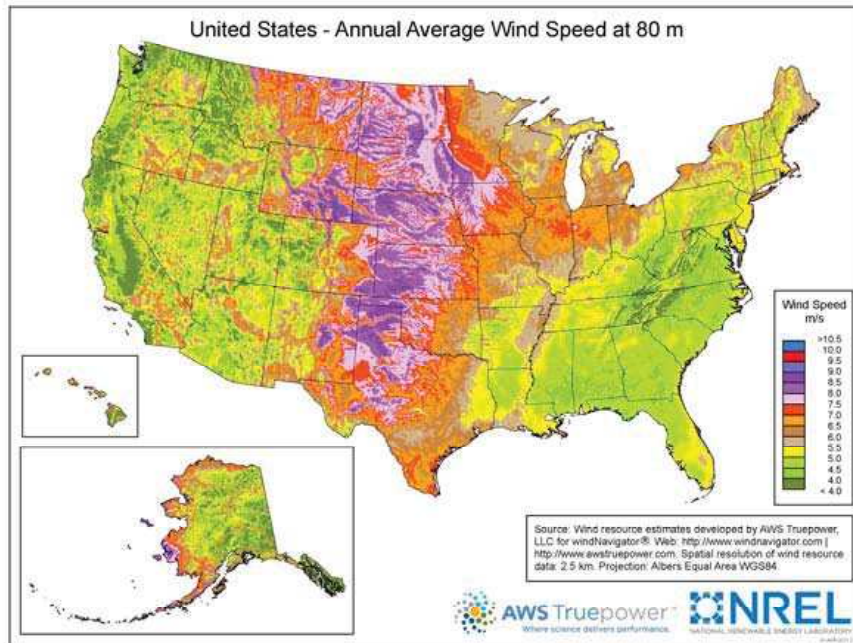 United States - Annual Average Wind Speed at 80 m
Wind Speed
m/s
>10.5
10.0
9.5
9.0
8.5
8.0
7.5
7.0
6.5
6.0
5.5
5.0
4.5
4.0
< 4.0
Source: Wind resource estimates developed by AWS Truepower,
LLC for windNavigator®. Web: http://www.windnavigator.com |
http://www.awstruepower.com. Spatial resolution of wind resource
data: 2.5 km. Projection: Albers Equal Area WGS84.
AWS Truepower™
Where science delivers performance.
NREL
NATIONAL RENEWABLE ENERGY LABORATORY